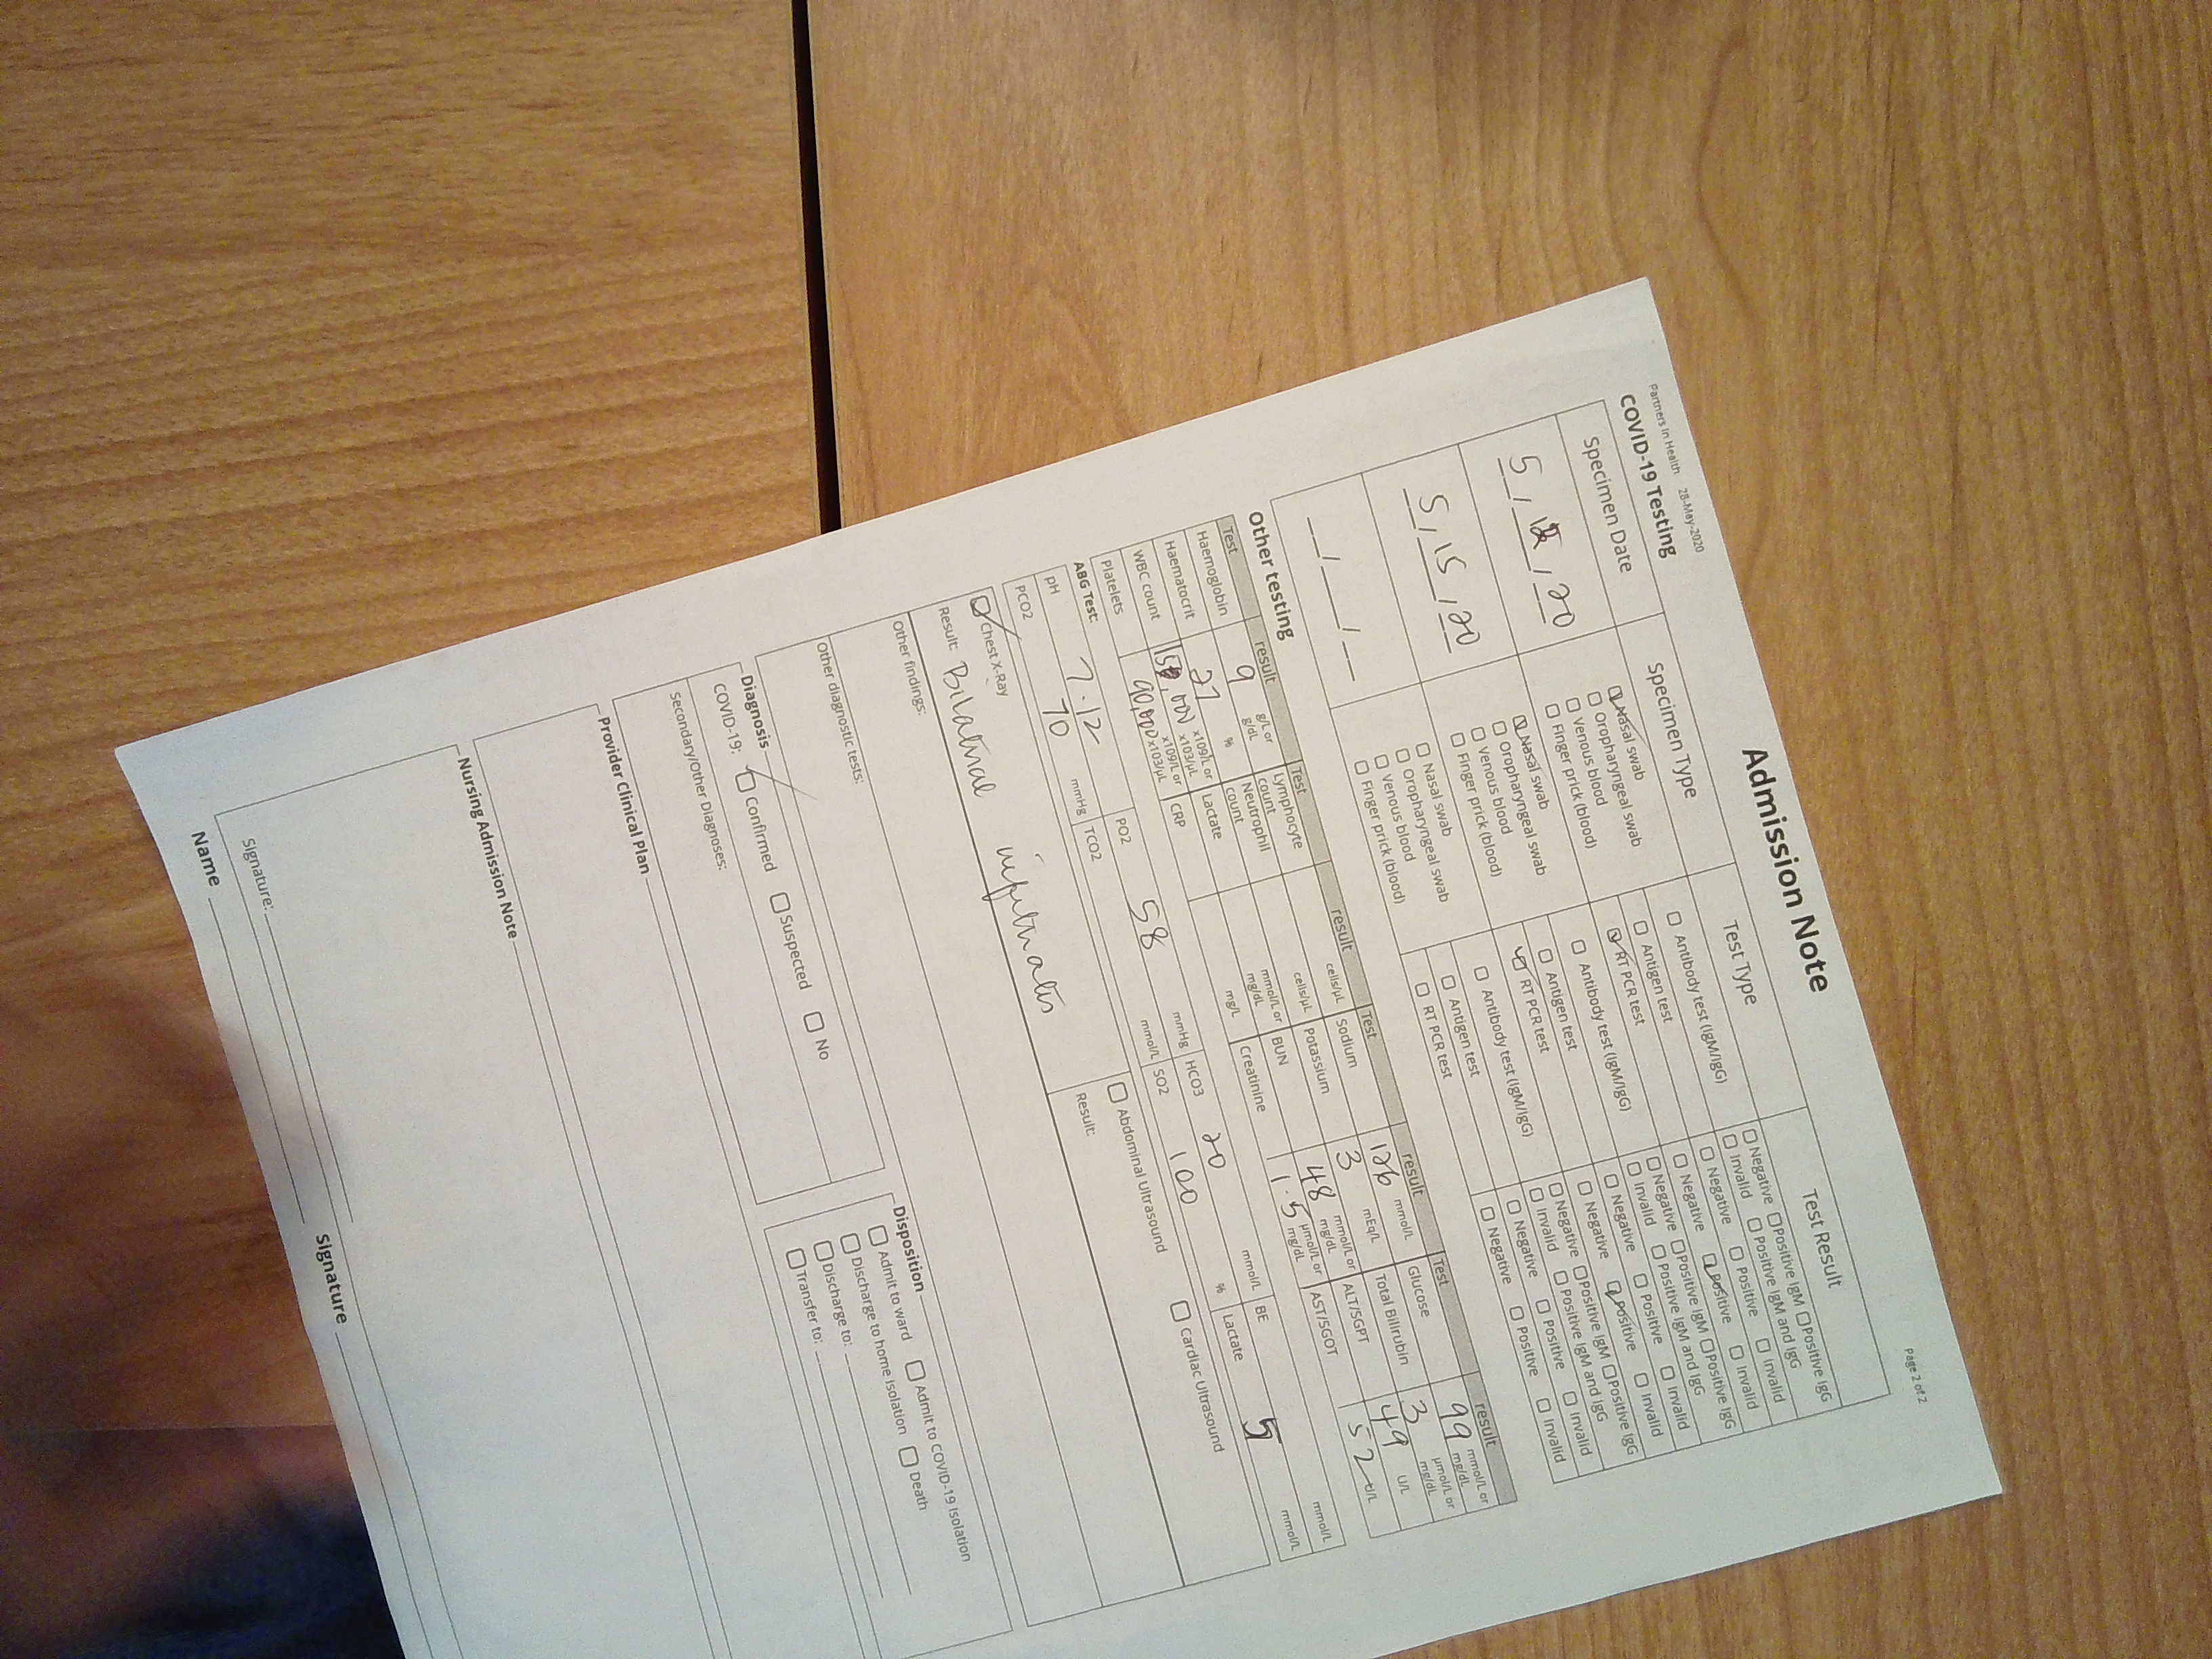 Partners In Health 28-May-2020
Page 2 of 2
Admission Note
COVID-19 Testing
Specimen Date Specimen Type Test Type Test Result
5 / / 20
☑ Nasal swab
☐ Oropharyngeal swab
☐ Venous blood
☐ Finger prick (blood)
☐ Antibody test (IgM/IgG)
☐ Antigen test
☑ RT PCR test
☐ Negative ☐ Positive IgM ☐ Positive IgG
☐ Invalid ☐ Positive IgM and IgG
☐ Negative ☐ Positive ☐ Invalid
☐ Negative ☑ Positive ☐ Invalid
5 / 15 / 20
☑ Nasal swab
☐ Oropharyngeal swab
☐ Venous blood
☐ Finger prick (blood)
☐ Antibody test (IgM/IgG)
☐ Antigen test
☑ RT PCR test
☐ Negative ☐ Positive IgM ☐ Positive IgG
☐ Invalid ☐ Positive IgM and IgG
☐ Negative ☐ Positive ☐ Invalid
☐ Negative ☑ Positive ☐ Invalid
__ / __ / __
☐ Nasal swab
☐ Oropharyngeal swab
☐ Venous blood
☐ Finger prick (blood)
☐ Antibody test (IgM/IgG)
☐ Antigen test
☐ RT PCR test
☐ Negative ☐ Positive IgM ☐ Positive IgG
☐ Invalid ☐ Positive IgM and IgG
☐ Negative ☐ Positive ☐ Invalid
☐ Negative ☐ Positive ☐ Invalid
Other testing
Test result Test result Test result Test result
Haemoglobin 9 g/L or g/dL Lymphocyte count cells/µL Sodium 126 mmol/L Glucose 99 mmol/L or mg/dL
Haematocrit 27 % Neutrophil count cells/µL Potassium 3 mEq/L Total Bilirubin 3 µmol/L or mg/dL
WBC count x109/L or x103/µL Lactate mmol/L or mg/dL BUN 48 mmol/L or mg/dL ALT/SGPT 49 U/L
Platelets 90,000 x109/L or x103/µL CRP mg/L Creatinine 1.5 µmol/L or mg/dL AST/SGOT 52 U/L
ABG Test:
pH 7.12 PO2 58 mmHg HCO3 20 mmol/L BE mmol/L
PCO2 70 mmHg TCO2 mmol/L SO2 100 % Lactate 5 mmol/L
☑ Chest X-Ray ☐ Abdominal Ultrasound ☐ Cardiac Ultrasound
Result: Bilateral infiltrates Result:
Other findings:
Other diagnostic tests:
Diagnosis
COVID-19: ☑ Confirmed ☐ Suspected ☐ No
Secondary/Other Diagnoses:
Disposition
☐ Admit to ward ☐ Admit to COVID-19 Isolation
☐ Discharge to home Isolation ☐ Death
☐ Discharge to:
☐ Transfer to:
Provider Clinical Plan
Nursing Admission Note
Signature:
Name Signature